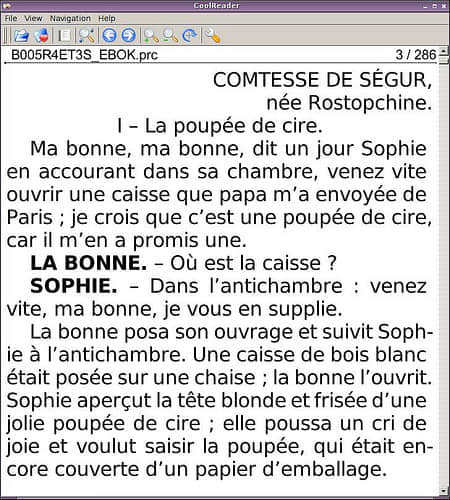 CoolReader
File View Navigation Help
B005R4ET3S_EBOK.prc 3 / 286
COMTESSE DE SÉGUR,
née Rostopchine.
I – La poupée de cire.
Ma bonne, ma bonne, dit un jour Sophie
en accourant dans sa chambre, venez vite
ouvrir une caisse que papa m’a envoyée de
Paris ; je crois que c’est une poupée de cire,
car il m’en a promis une.
LA BONNE. – Où est la caisse ?
SOPHIE. – Dans l’antichambre : venez
vite, ma bonne, je vous en supplie.
La bonne posa son ouvrage et suivit Soph-
ie à l’antichambre. Une caisse de bois blanc
était posée sur une chaise ; la bonne l’ouvrit.
Sophie aperçut la tête blonde et frisée d’une
jolie poupée de cire ; elle poussa un cri de
joie et voulut saisir la poupée, qui était en-
core couverte d’un papier d’emballage.